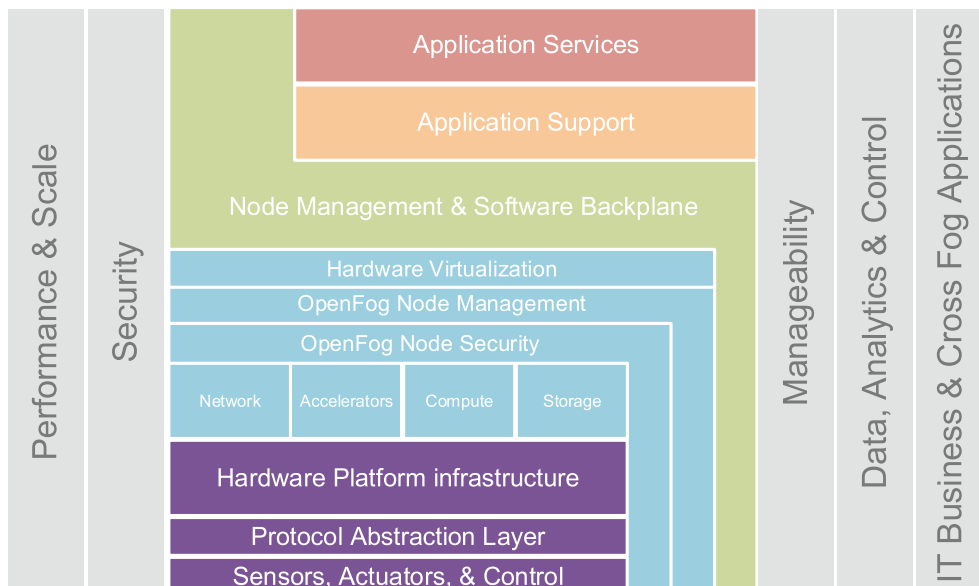 Performance & Scale
Security
Application Services
Application Support
Node Management & Software Backplane
Hardware Virtualization
OpenFog Node Management
OpenFog Node Security
Network
Accelerators
Compute
Storage
Hardware Platform infrastructure
Protocol Abstraction Layer
Sensors, Actuators, & Control
Manageability
Data, Analytics & Control
IT Business & Cross Fog Applications